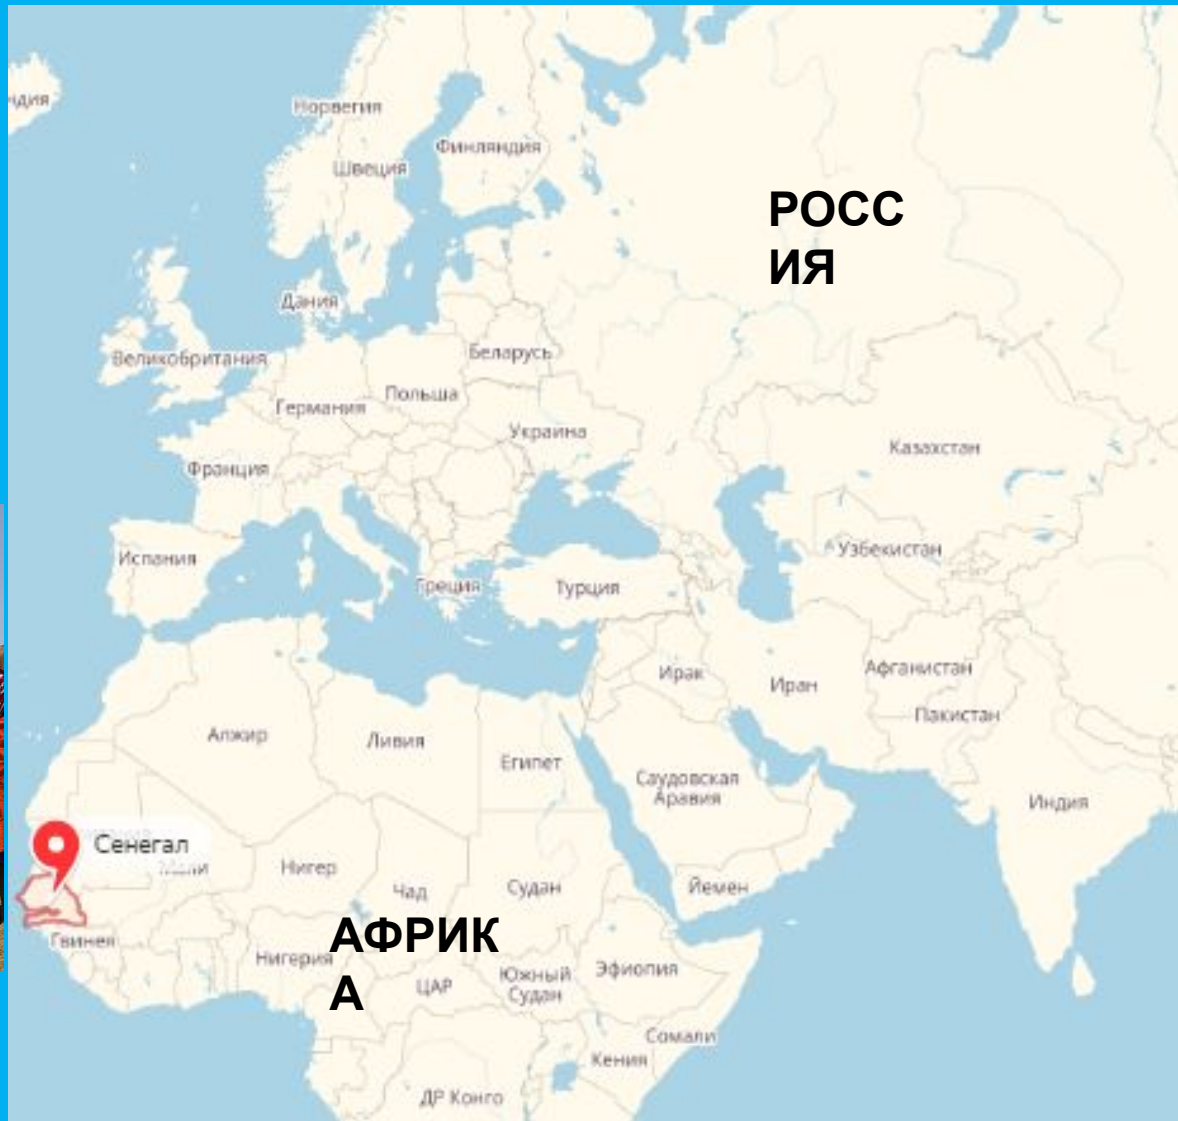 ндия
Норвегия
Финляндия
Швеция
РОСС
ИЯ
Дания
Великобритания
Беларусь
Польша
Германия
Украина
Казахстан
Франция
Испания
Узбекистан
Греция
Турция
Ирак
Иран
Афганистан
Пакистан
Алжир
Ливия
Египет
Саудовская
Аравия
Индия
Сенегал
Нигер
Чад
Судан
Йемен
Гвинея
АФРИК
А
Нигерия
ЦАР
Южный
Судан
Эфиопия
Сомали
Кения
ДР Конго